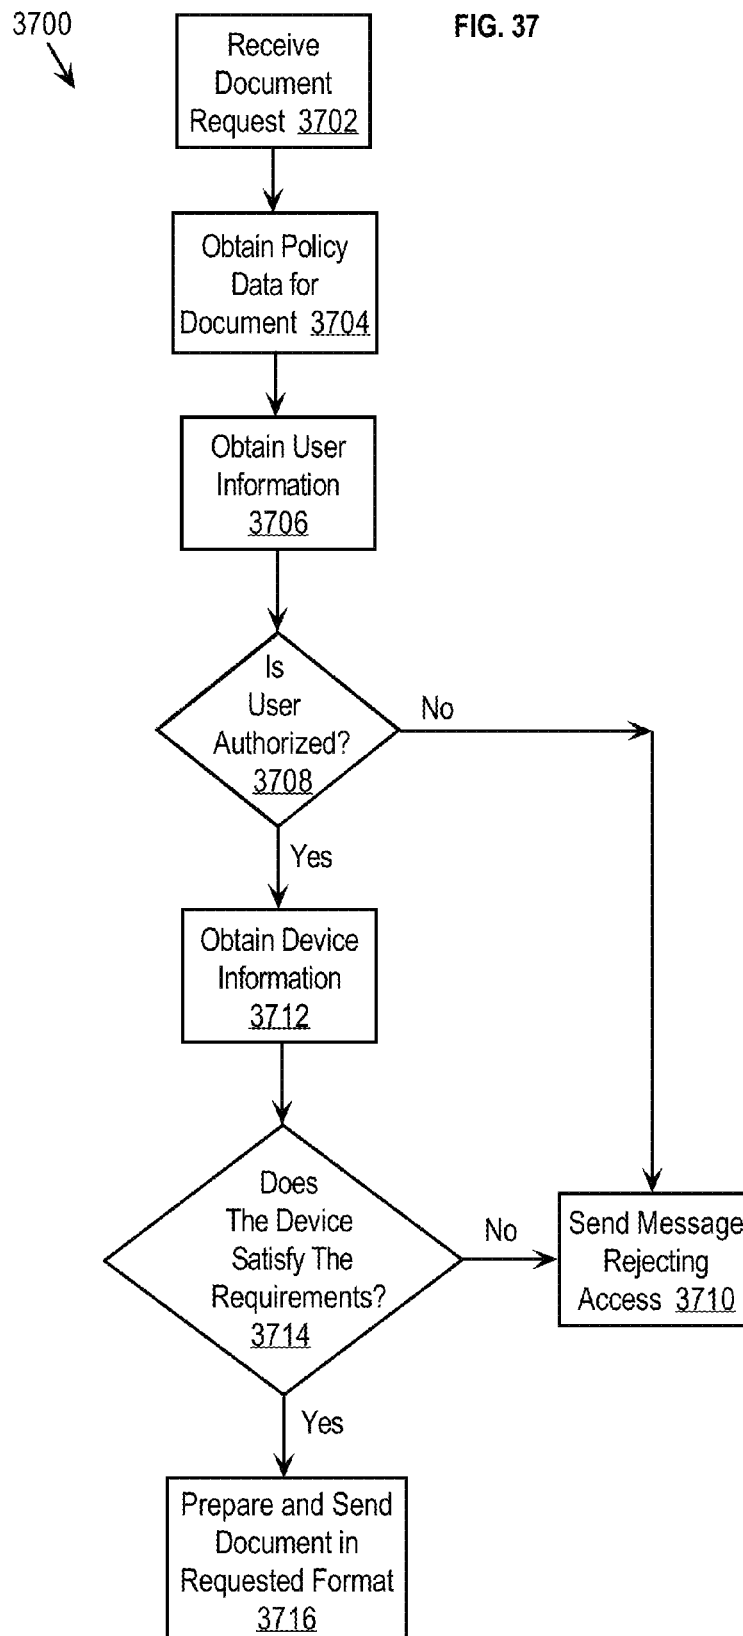 3700
FIG. 37
Receive
Document
Request 3702
Obtain Policy
Data for
Document 3704
Obtain User
Information
3706
Is
User
Authorized?
3708
No
Yes
Obtain Device
Information
3712
Does
The Device
Satisfy The
Requirements?
3714
No
Send Message
Rejecting
Access 3710
Yes
Prepare and Send
Document in
Requested Format
3716